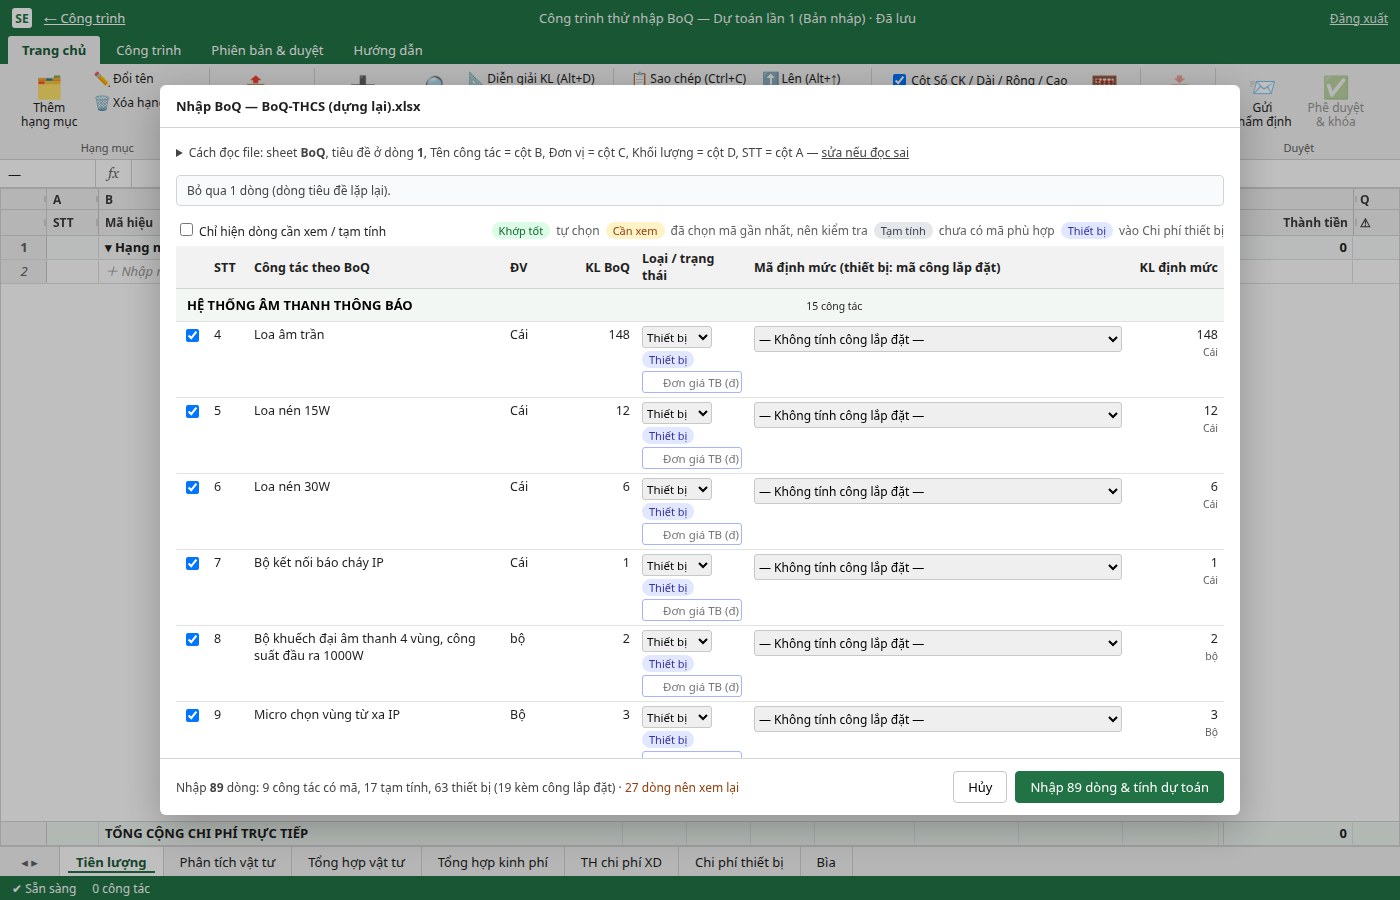 SE ← Công trình Công trình thử nhập BoQ — Dự toán lần 1 (Bản nháp) · Đã lưu Đăng xuất
Trang chủ Công trình Phiên bản & duyệt Hướng dẫn
Đổi tên Diễn giải KL (Alt+D) Sao chép (Ctrl+C) Lên (Alt+↑) Cột Số CK / Dài / Rộng / Cao
Thêm hạng mục Xóa hạng Gửi thẩm định Phê duyệt & khóa
Hạng mục Duyệt
— fx
A B Q
STT Mã hiệu Thành tiền ⚠
1 ▾ Hạng 0
2 + Nhập
Nhập BoQ — BoQ-THCS (dựng lại).xlsx
▶ Cách đọc file: sheet BoQ, tiêu đề ở dòng 1, Tên công tác = cột B, Đơn vị = cột C, Khối lượng = cột D, STT = cột A — sửa nếu đọc sai
Bỏ qua 1 dòng (dòng tiêu đề lặp lại).
Chỉ hiện dòng cần xem / tạm tính Khớp tốt tự chọn Cần xem đã chọn mã gần nhất, nên kiểm tra Tạm tính chưa có mã phù hợp Thiết bị vào Chi phí thiết bị
STT Công tác theo BoQ ĐV KL BoQ Loại / trạng thái Mã định mức (thiết bị: mã công lắp đặt) KL định mức
HỆ THỐNG ÂM THANH THÔNG BÁO 15 công tác
4 Loa âm trần Cái 148 Thiết bị — Không tính công lắp đặt — 148
Thiết bị Cái
Đơn giá TB (đ)
5 Loa nén 15W Cái 12 Thiết bị — Không tính công lắp đặt — 12
Thiết bị Cái
Đơn giá TB (đ)
6 Loa nén 30W Cái 6 Thiết bị — Không tính công lắp đặt — 6
Thiết bị Cái
Đơn giá TB (đ)
7 Bộ kết nối báo cháy IP Cái 1 Thiết bị — Không tính công lắp đặt — 1
Thiết bị Cái
Đơn giá TB (đ)
8 Bộ khuếch đại âm thanh 4 vùng, công suất đầu ra 1000W bộ 2 Thiết bị — Không tính công lắp đặt — 2
Thiết bị bộ
Đơn giá TB (đ)
9 Micro chọn vùng từ xa IP Bộ 3 Thiết bị — Không tính công lắp đặt — 3
Thiết bị Bộ
Nhập 89 dòng: 9 công tác có mã, 17 tạm tính, 63 thiết bị (19 kèm công lắp đặt) · 27 dòng nên xem lại Hủy Nhập 89 dòng & tính dự toán
TỔNG CỘNG CHI PHÍ TRỰC TIẾP 0
Tiên lượng Phân tích vật tư Tổng hợp vật tư Tổng hợp kinh phí TH chi phí XD Chi phí thiết bị Bìa
✔ Sẵn sàng 0 công tác